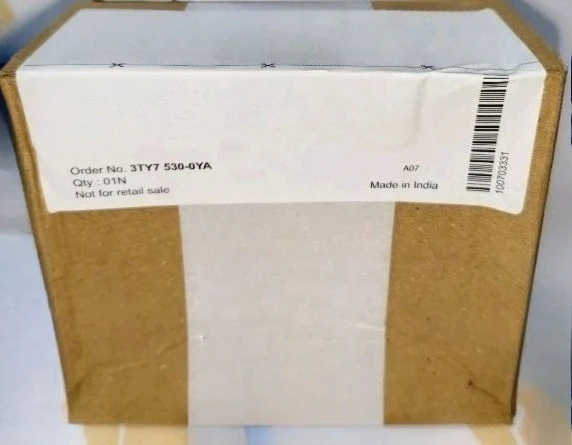 Order No. 3TY7 530-0YA
Qty : 01N
Not for retail sale
A07
Made in India
100703331